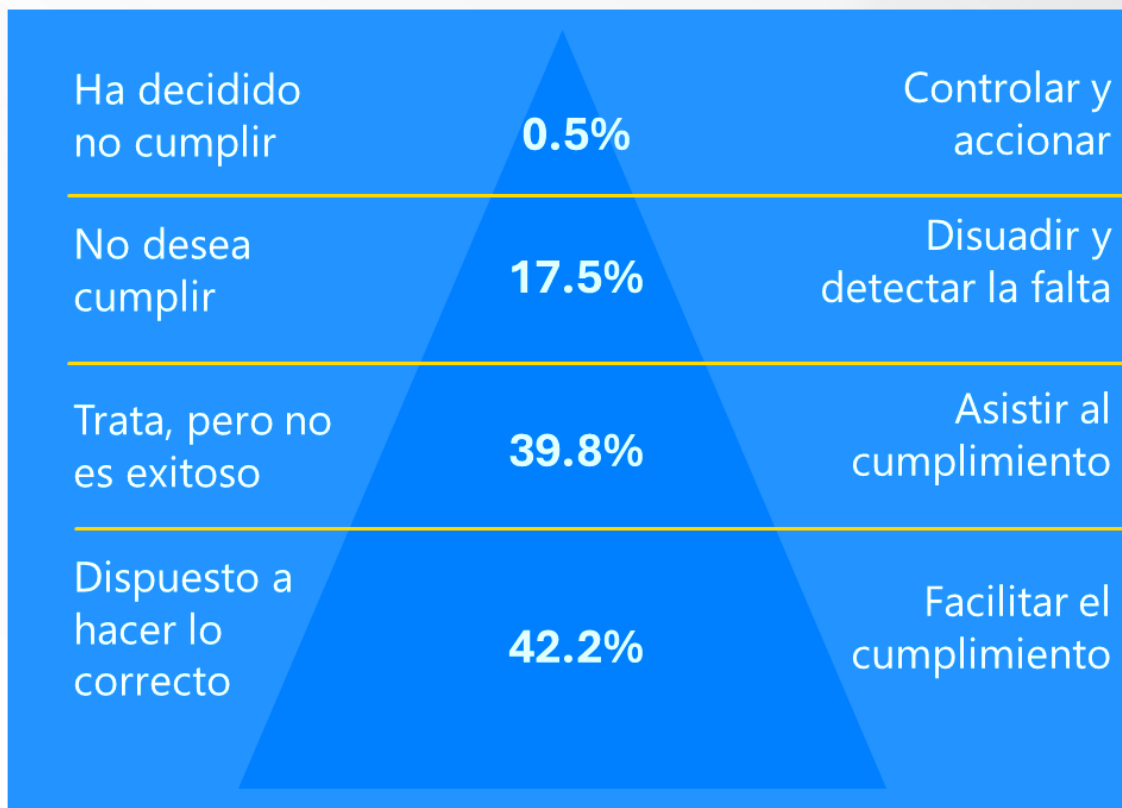 Ha decidido
no cumplir
0.5%
Controlar y
accionar
No desea
cumplir
17.5%
Disuadir y
detectar la falta
Trata, pero no
es exitoso
39.8%
Asistir al
cumplimiento
Dispuesto a
hacer lo
correcto
42.2%
Facilitar el
cumplimiento